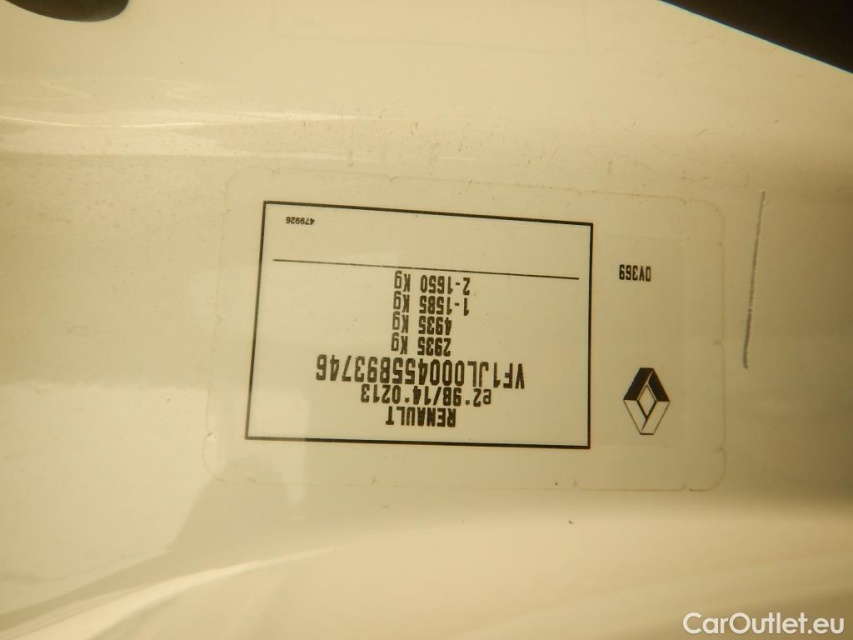 RENAULT
e2*98/14*0213
VF1JL000455893746
2935 Kg
4935 Kg
1-1585 Kg
2-1650 Kg
479926
OV369
CarOutlet.eu